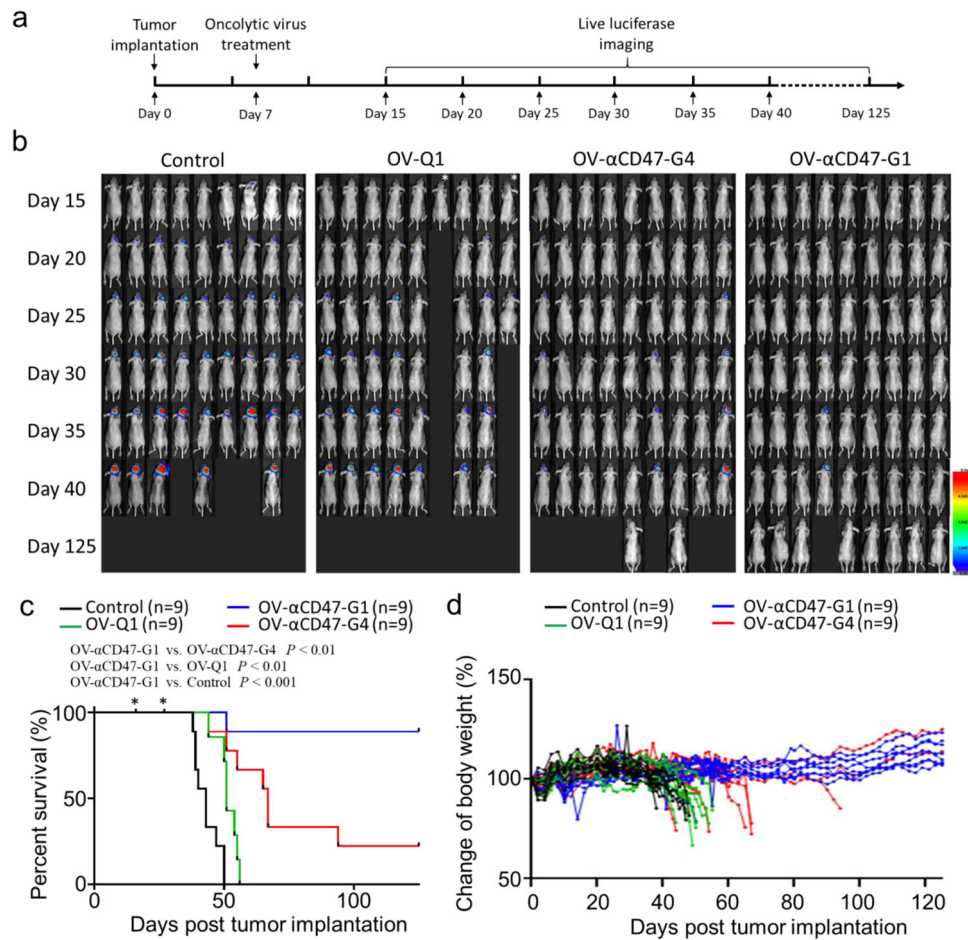 a
Tumor implantation
Oncolytic virus treatment
Live luciferase imaging
Day 0
Day 7
Day 15
Day 20
Day 25
Day 30
Day 35
Day 40
Day 125
b
Control
OV-Q1
OV-αCD47-G4
OV-αCD47-G1
* *
Day 15
Day 20
Day 25
Day 30
Day 35
Day 40
Day 125
c
Control (n=9)
OV-αCD47-G1 (n=9)
OV-Q1 (n=9)
OV-αCD47-G4 (n=9)
OV-αCD47-G1 vs. OV-αCD47-G4 P < 0.01
OV-αCD47-G1 vs. OV-Q1 P < 0.01
OV-αCD47-G1 vs. Control P < 0.001
* *
Percent survival (%)
100
50
0
0 50 100
Days post tumor implantation
d
Control (n=9)
OV-αCD47-G1 (n=9)
OV-Q1 (n=9)
OV-αCD47-G4 (n=9)
Change of body weight (%)
150
100
50
0 20 40 60 80 100 120
Days post tumor implantation